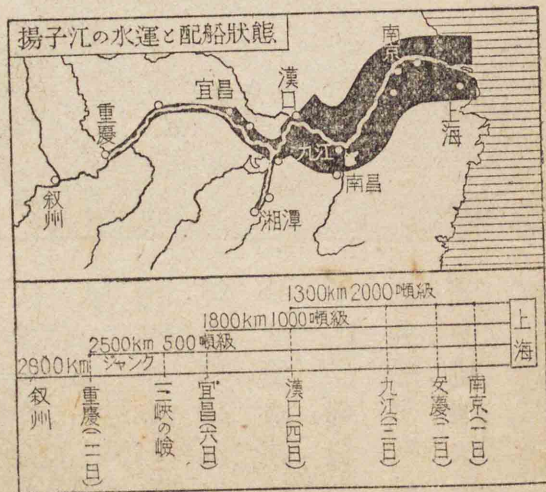 揚子江の水運と配船狀態
南京
漢口
宜昌
重慶
上海
九江
南昌
叙州
湘潭
1300km 2000噸級
1800km 1000噸級
2500km 500噸級
2800km ジャンク
上海
南京(一日)
安慶(二日)
九江(三日)
漢口(四日)
宜昌(六日)
三峽の嶮
重慶(一一日)
叙州